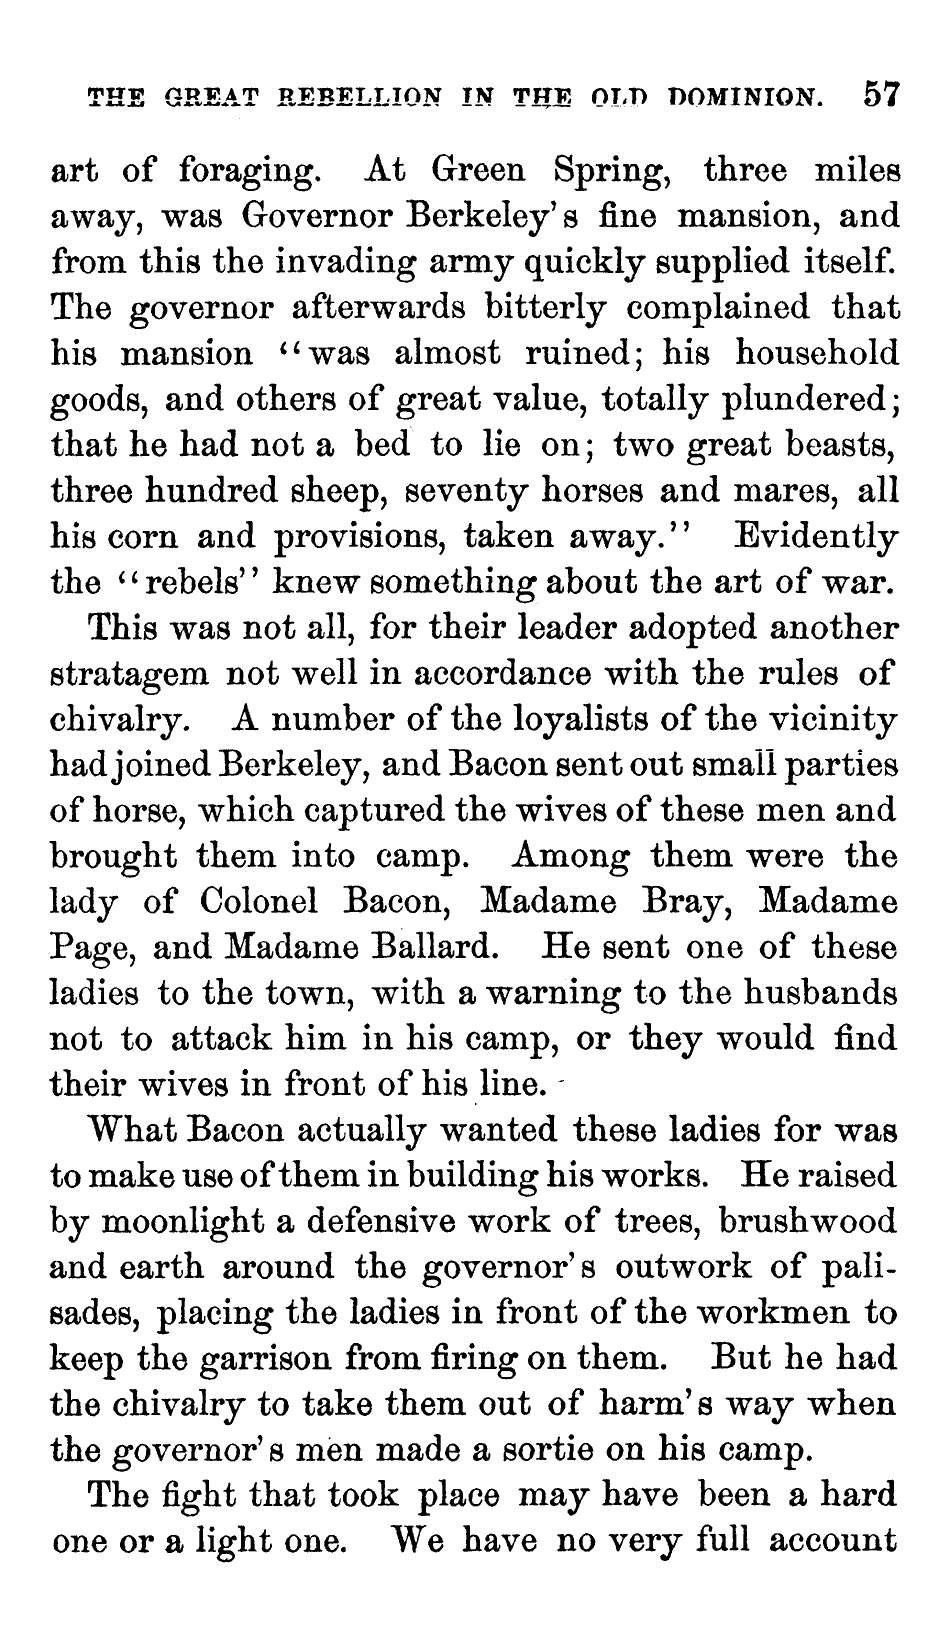 THE GREAT REBELLION IN THE OLD DOMINION. 57
art of foraging. At Green Spring, three miles
away, was Governor Berkeley's fine mansion, and
from this the invading army quickly supplied itself.
The governor afterwards bitterly complained that
his mansion "was almost ruined; his household
goods, and others of great value, totally plundered;
that he had not a bed to lie on; two great beasts,
three hundred sheep, seventy horses and mares, all
his corn and provisions, taken away." Evidently
the "rebels" knew something about the art of war.
This was not all, for their leader adopted another
stratagem not well in accordance with the rules of
chivalry. A number of the loyalists of the vicinity
had joined Berkeley, and Bacon sent out small parties
of horse, which captured the wives of these men and
brought them into camp. Among them were the
lady of Colonel Bacon, Madame Bray, Madame
Page, and Madame Ballard. He sent one of these
ladies to the town, with a warning to the husbands
not to attack him in his camp, or they would find
their wives in front of his line.
What Bacon actually wanted these ladies for was
to make use of them in building his works. He raised
by moonlight a defensive work of trees, brushwood
and earth around the governor's outwork of pali-
sades, placing the ladies in front of the workmen to
keep the garrison from firing on them. But he had
the chivalry to take them out of harm's way when
the governor's men made a sortie on his camp.
The fight that took place may have been a hard
one or a light one. We have no very full account